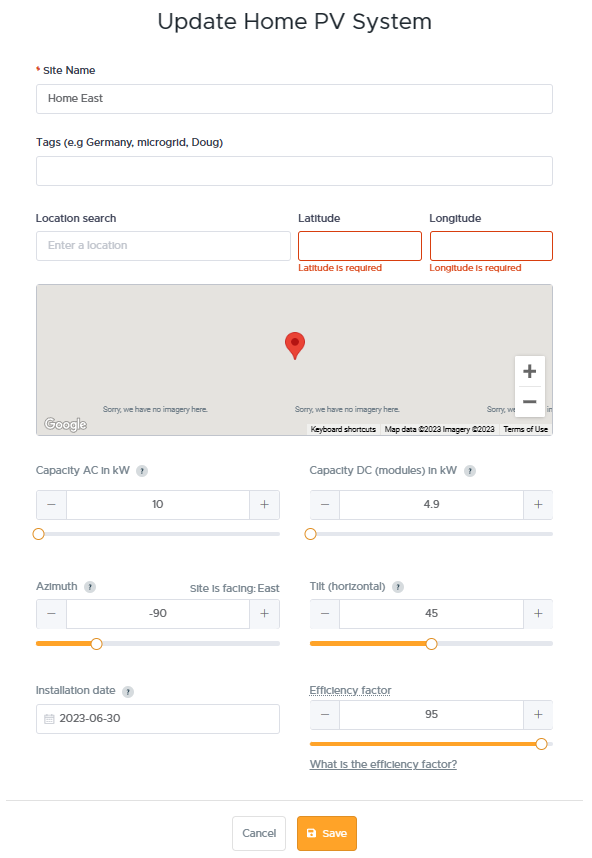 Update Home PV System
* Site Name
Home East
Tags (e.g Germany, microgrid, Doug)
Location search Latitude Longitude
Enter a location
Latitude is required Longitude is required
+
−
Sorry, we have no imagery here. Sorry, we have no imagery here. Sorry, we in
Google Keyboard shortcuts Map data ©2023 Imagery ©2023 Terms of Use
Capacity AC in kW ? Capacity DC (modules) in kW ?
− 10 + − 4.9 +
Azimuth ? Site is facing: East Tilt (horizontal) ?
− -90 + − 45 +
Installation date ? Efficiency factor
2023-06-30 − 95 +
What is the efficiency factor?
Cancel Save